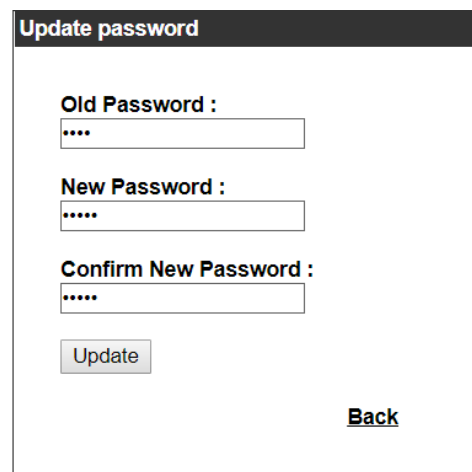 Update password
Old Password :
••••
New Password :
•••••
Confirm New Password :
•••••
Update
Back